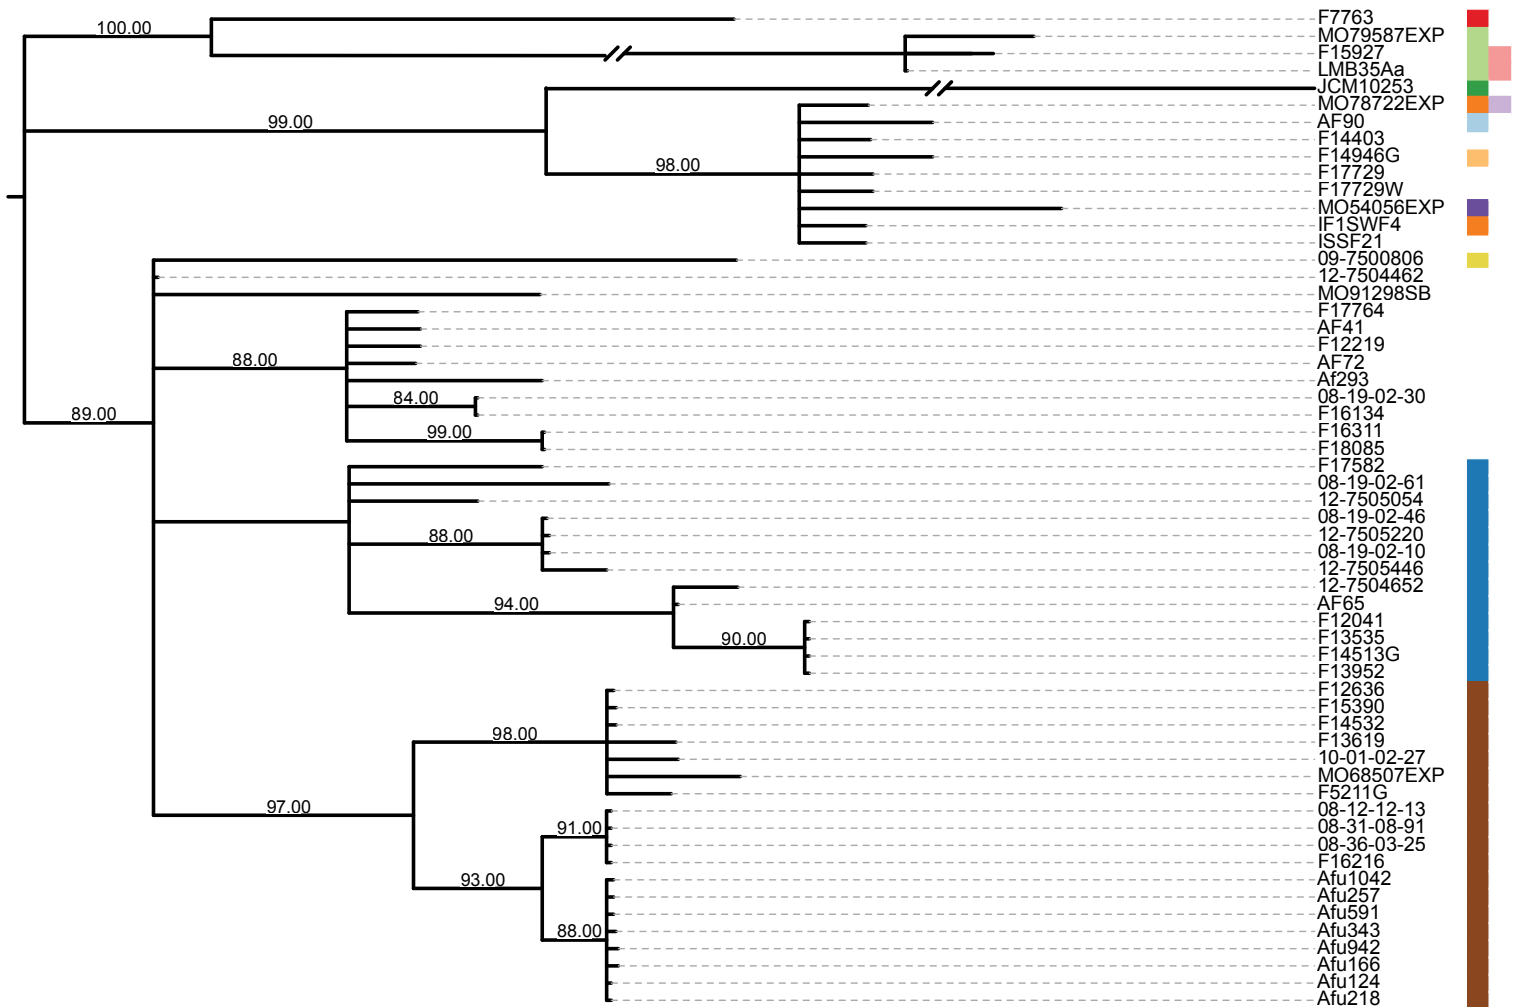 F7763
100.00
MO79587EXP
F15927
LMB35Aa
JCM10253
MO78722EXP
99.00
AF90
F14403
F14946G
98.00
F17729
F17729W
MO54056EXP
IF1SWF4
ISSF21
09-7500806
12-7504462
MO91298SB
F17764
AF41
F12219
88.00
AF72
Af293
84.00
08-19-02-30
89.00
F16134
99.00
F16311
F18085
F17582
08-19-02-61
12-7505054
08-19-02-46
88.00
12-7505220
08-19-02-10
12-7505446
12-7504652
94.00
AF65
F12041
90.00
F13535
F14513G
F13952
F12636
F15390
F14532
98.00
F13619
10-01-02-27
MO68507EXP
F5211G
97.00
08-12-12-13
91.00
08-31-08-91
08-36-03-25
F16216
93.00
Afu1042
Afu257
Afu591
88.00
Afu343
Afu942
Afu166
Afu124
Afu218